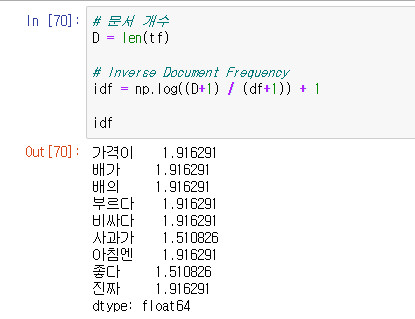 In [70]: # 문서 개수
D = len(tf)
# Inverse Document Frequency
idf = np.log((D+1) / (df+1)) + 1
idf
Out[70]: 가격이 1.916291
배가 1.916291
배의 1.916291
부르다 1.916291
비싸다 1.916291
사과가 1.510826
아침엔 1.916291
좋다 1.510826
진짜 1.916291
dtype: float64